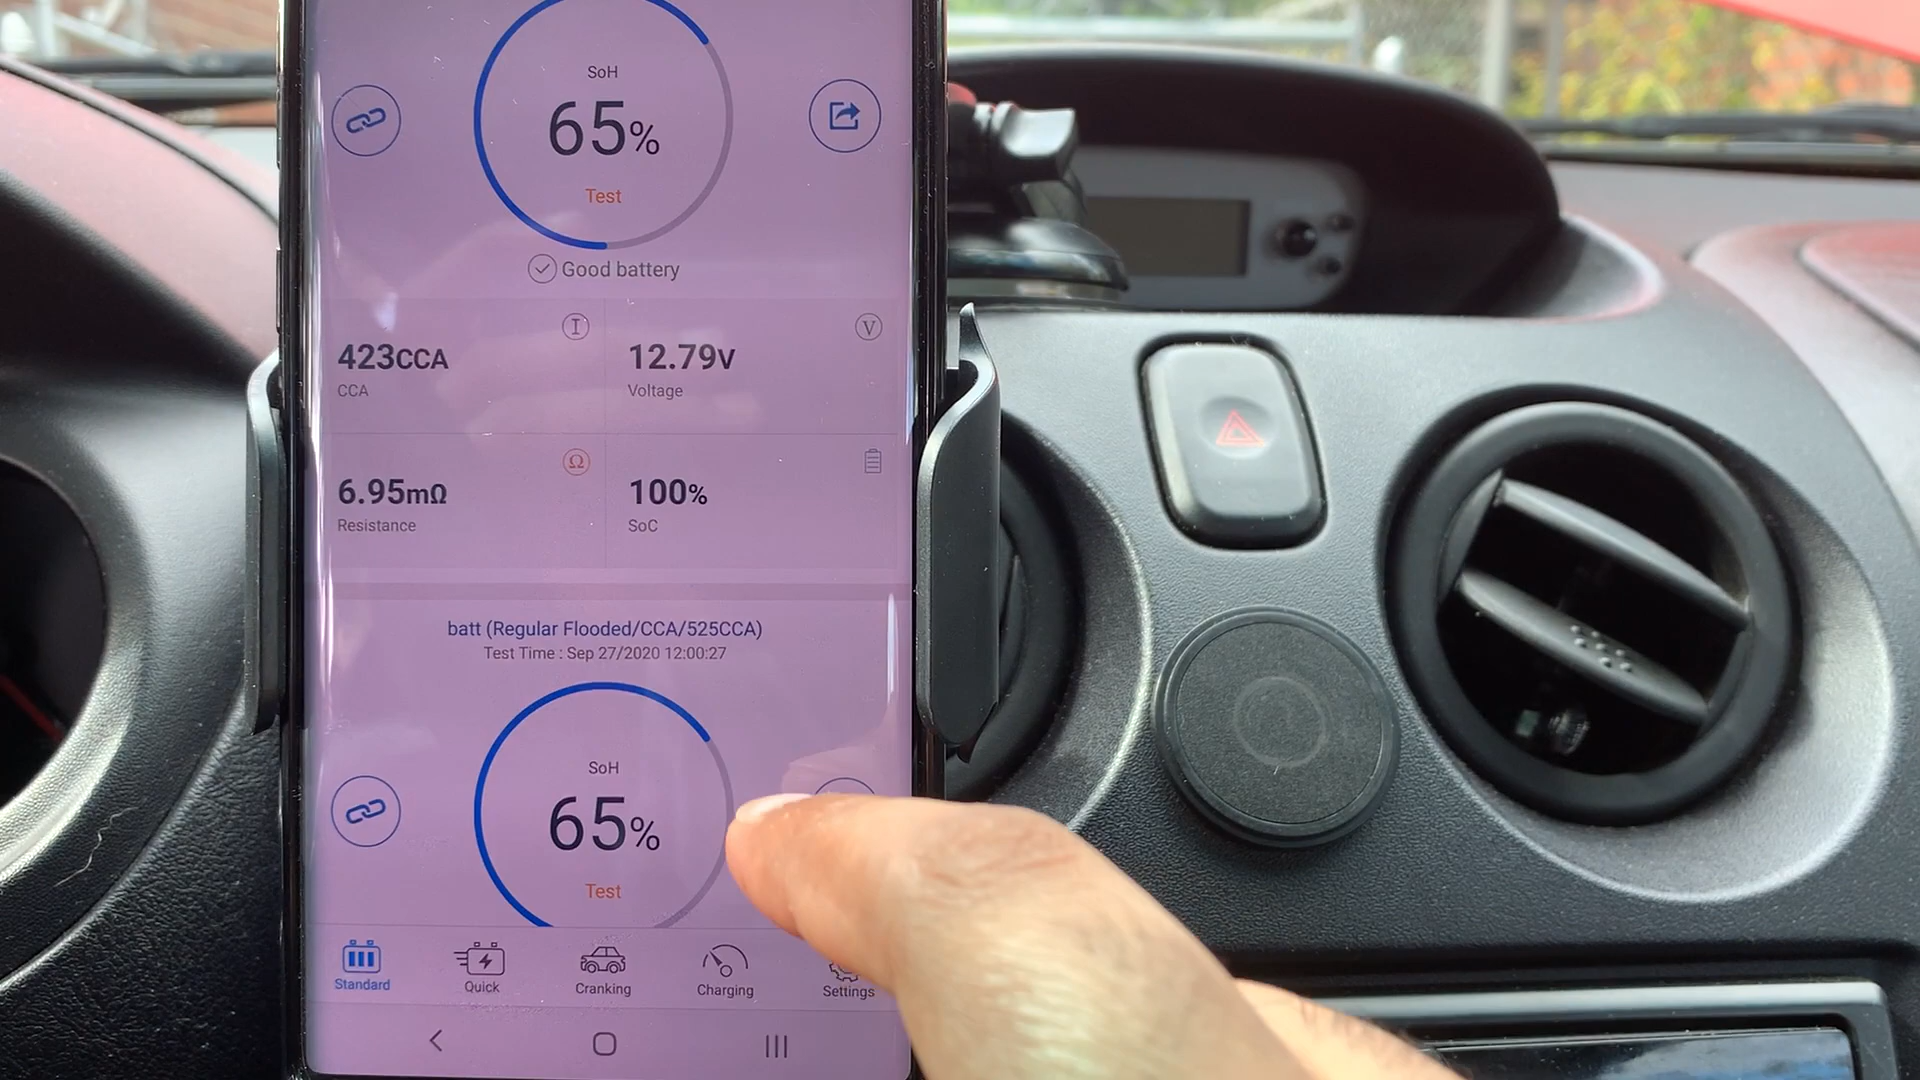 SoH
65%
Test
Good battery
I
V
423CCA
12.79V
CCA
Voltage
Ω
6.95mΩ
100%
Resistance
SoC
batt (Regular Flooded/CCA/525CCA)
Test Time : Sep 27/2020 12:00:27
SoH
65%
Test
Standard
Quick
Cranking
Charging
Settings